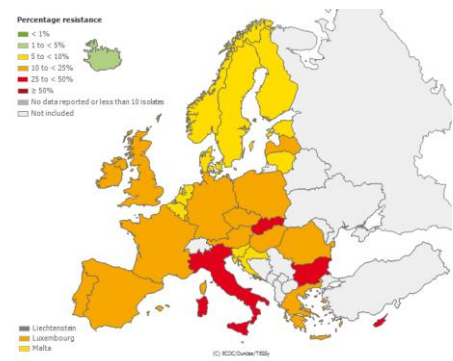 Percentage resistance
< 1%
1 to < 5%
5 to < 10%
10 to < 25%
25 to < 50%
≥ 50%
No data reported or less than 10 isolates
Not included
Liechtenstein
Luxembourg
Malta
(C) ECDC/Dundas/TESSy